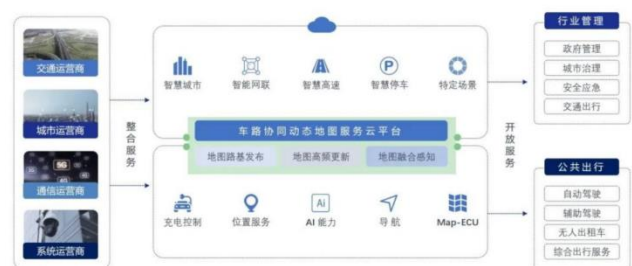 交通运营商
城市运营商
5G
通信运营商
系统运营商
整合服务
智慧城市
智能网联
智慧高速
P
智慧停车
特定场景
车路协同动态地图服务云平台
地图路基发布
地图高频更新
地图融合感知
充电控制
位置服务
Ai
AI 能力
导航
Map-ECU
开放服务
行业管理
政府管理
城市治理
安全应急
交通出行
公共出行
自动驾驶
辅助驾驶
无人出租车
综合出行服务